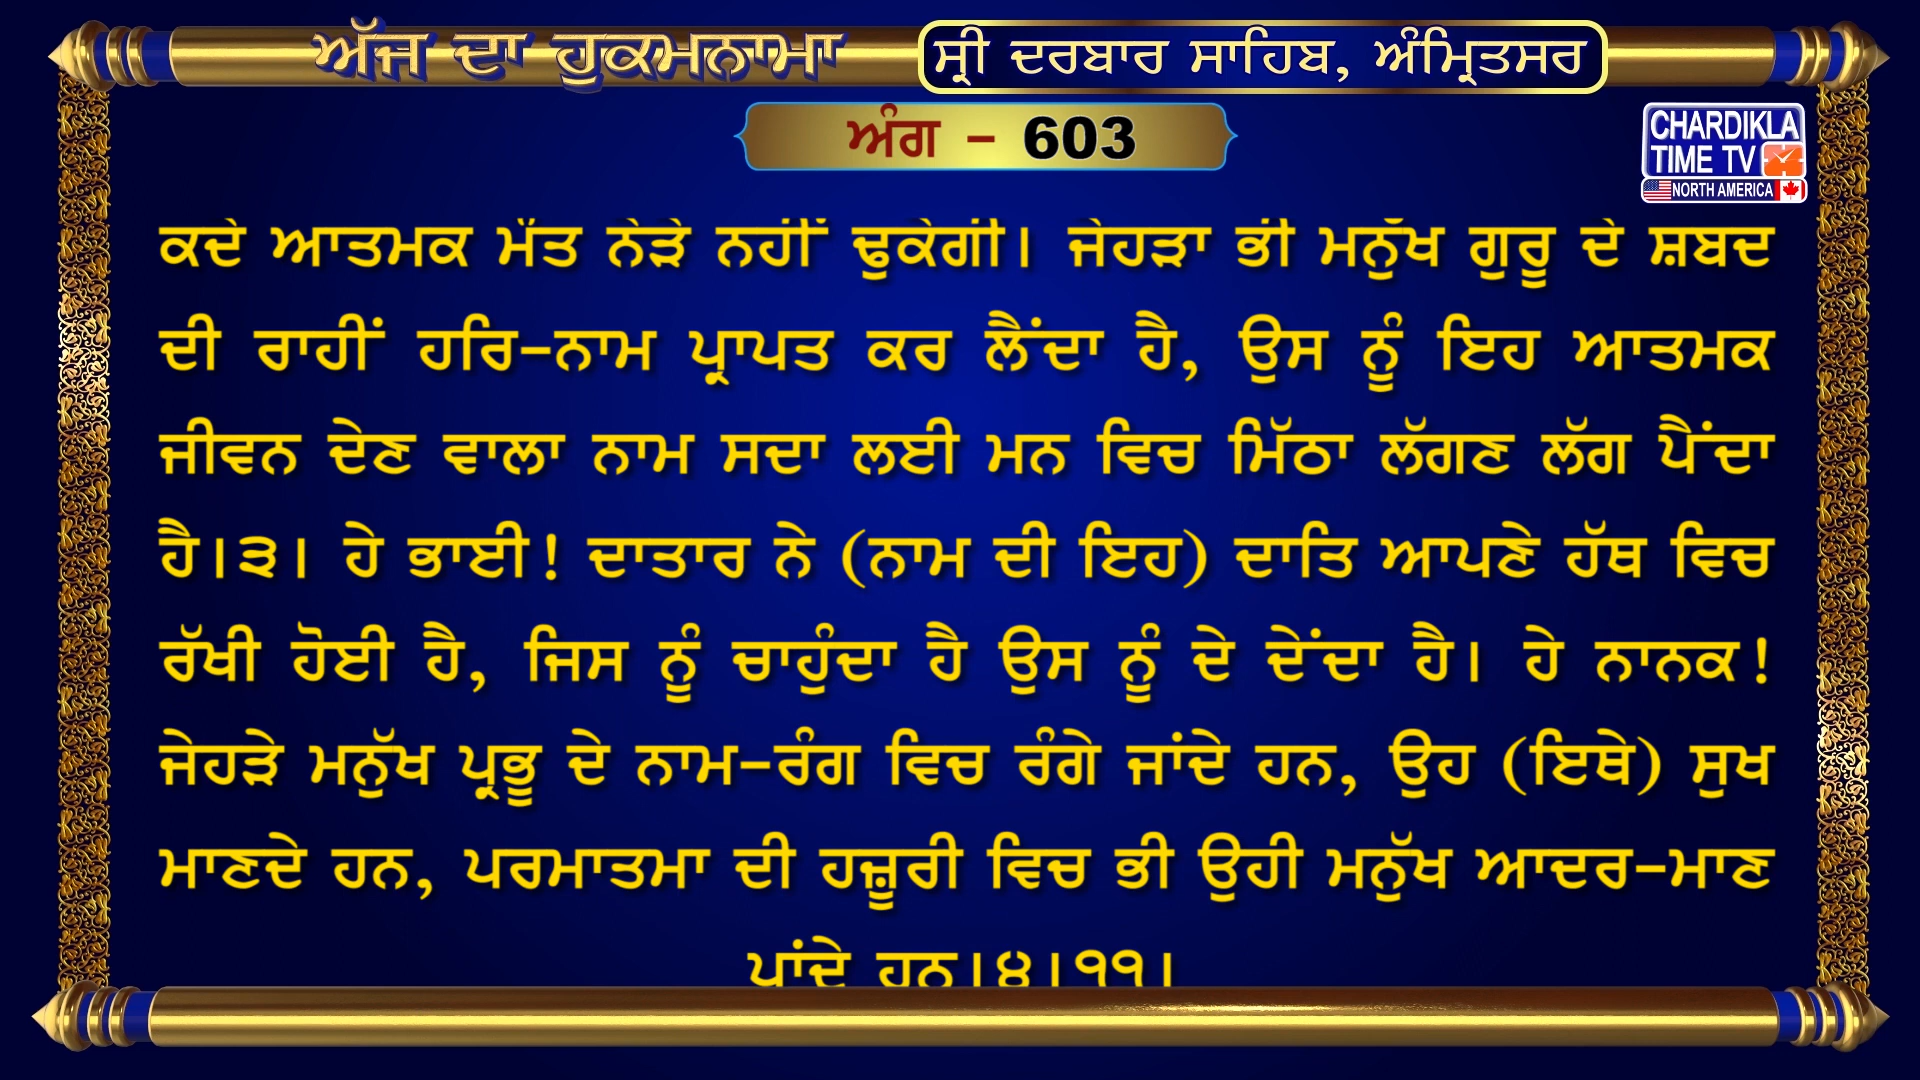 ਅੱਜ ਦਾ ਹੁਕਮਨਾਮਾ
ਸ੍ਰੀ ਦਰਬਾਰ ਸਾਹਿਬ, ਅੰਮ੍ਰਿਤਸਰ
ਅੰਗ - 603
CHARDIKLA
TIME TV
NORTH AMERICA
ਕਦੇ ਆਤਮਕ ਮੌਤ ਨੇੜੇ ਨਹੀਂ ਢੁਕੇਗੀ। ਜੇਹੜਾ ਭੀ ਮਨੁੱਖ ਗੁਰੂ ਦੇ ਸ਼ਬਦ
ਦੀ ਰਾਹੀਂ ਹਰਿ-ਨਾਮ ਪ੍ਰਾਪਤ ਕਰ ਲੈਂਦਾ ਹੈ, ਉਸ ਨੂੰ ਇਹ ਆਤਮਕ
ਜੀਵਨ ਦੇਣ ਵਾਲਾ ਨਾਮ ਸਦਾ ਲਈ ਮਨ ਵਿਚ ਮਿੱਠਾ ਲੱਗਣ ਲੱਗ ਪੈਂਦਾ
ਹੈ।੩। ਹੇ ਭਾਈ! ਦਾਤਾਰ ਨੇ (ਨਾਮ ਦੀ ਇਹ) ਦਾਤਿ ਆਪਣੇ ਹੱਥ ਵਿਚ
ਰੱਖੀ ਹੋਈ ਹੈ, ਜਿਸ ਨੂੰ ਚਾਹੁੰਦਾ ਹੈ ਉਸ ਨੂੰ ਦੇ ਦੇਂਦਾ ਹੈ। ਹੇ ਨਾਨਕ!
ਜੇਹੜੇ ਮਨੁੱਖ ਪ੍ਰਭੂ ਦੇ ਨਾਮ-ਰੰਗ ਵਿਚ ਰੰਗੇ ਜਾਂਦੇ ਹਨ, ਉਹ (ਇਥੇ) ਸੁਖ
ਮਾਣਦੇ ਹਨ, ਪਰਮਾਤਮਾ ਦੀ ਹਜ਼ੂਰੀ ਵਿਚ ਭੀ ਉਹੀ ਮਨੁੱਖ ਆਦਰ-ਮਾਣ
ਪਾਂਦੇ ਹਨ।੪।੧੧।